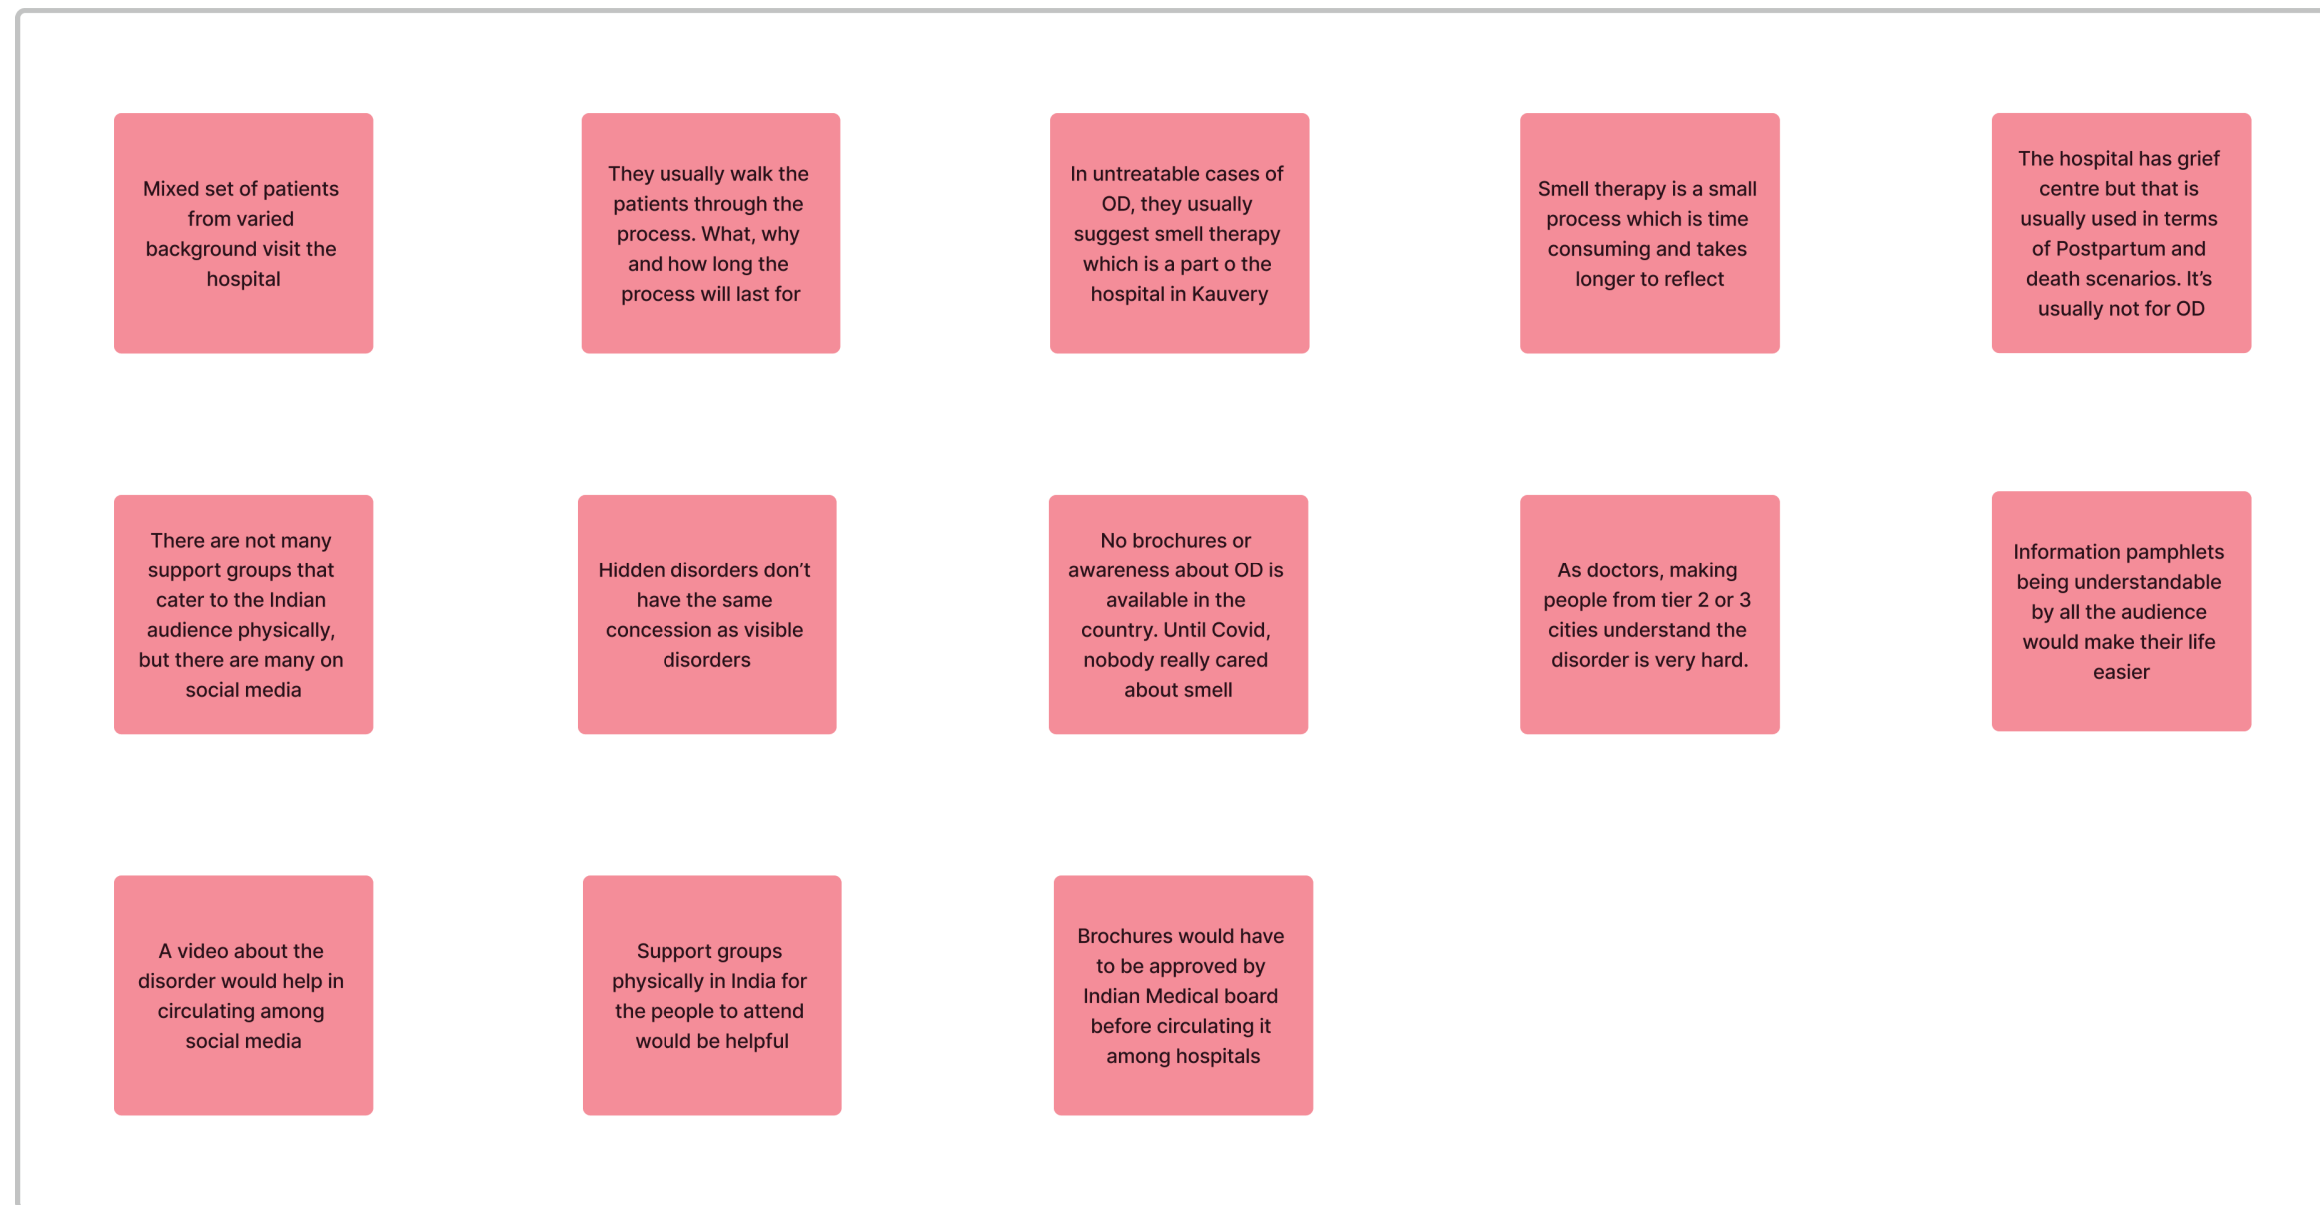 Mixed set of patients
from varied
background visit the
hospital
They usually walk the
patients through the
process. What, why
and how long the
process will last for
In untreatable cases of
OD, they usually
suggest smell therapy
which is a part o the
hospital in Kauvery
Smell therapy is a small
process which is time
consuming and takes
longer to reflect
The hospital has grief
centre but that is
usually used in terms
of Postpartum and
death scenarios. It’s
usually not for OD
There are not many
support groups that
cater to the Indian
audience physically,
but there are many on
social media
Hidden disorders don’t
have the same
concession as visible
disorders
No brochures or
awareness about OD is
available in the
country. Until Covid,
nobody really cared
about smell
As doctors, making
people from tier 2 or 3
cities understand the
disorder is very hard.
Information pamphlets
being understandable
by all the audience
would make their life
easier
A video about the
disorder would help in
circulating among
social media
Support groups
physically in India for
the people to attend
would be helpful
Brochures would have
to be approved by
Indian Medical board
before circulating it
among hospitals